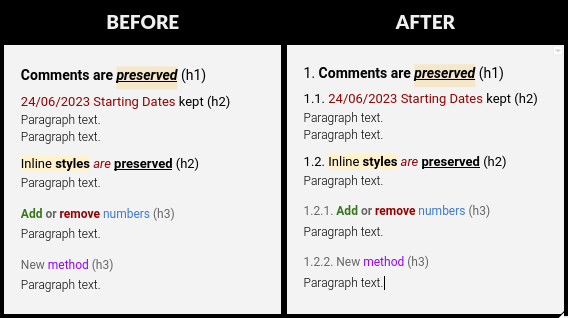 BEFORE
Comments are preserved (h1)
24/06/2023 Starting Dates kept (h2)
Paragraph text.
Paragraph text.
Inline styles are preserved (h2)
Paragraph text.
Add or remove numbers (h3)
Paragraph text.
New method (h3)
Paragraph text.
AFTER
1. Comments are preserved (h1)
1.1. 24/06/2023 Starting Dates kept (h2)
Paragraph text.
Paragraph text.
1.2. Inline styles are preserved (h2)
Paragraph text.
1.2.1. Add or remove numbers (h3)
Paragraph text.
1.2.2. New method (h3)
Paragraph text.